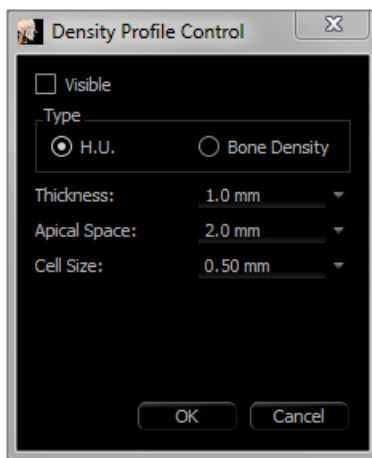 Density Profile Control
Visible
Type
H.U. Bone Density
Thickness: 1.0 mm
Apical Space: 2.0 mm
Cell Size: 0.50 mm
OK Cancel